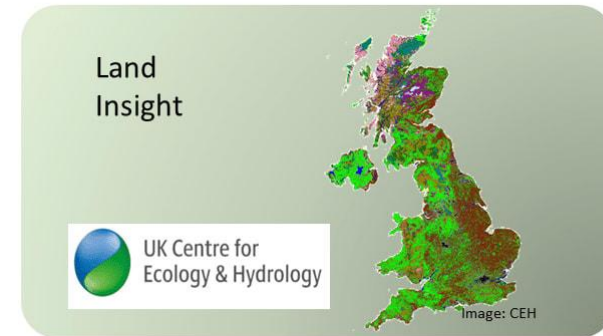 Land
Insight
UK Centre for
Ecology & Hydrology
Image: CEH